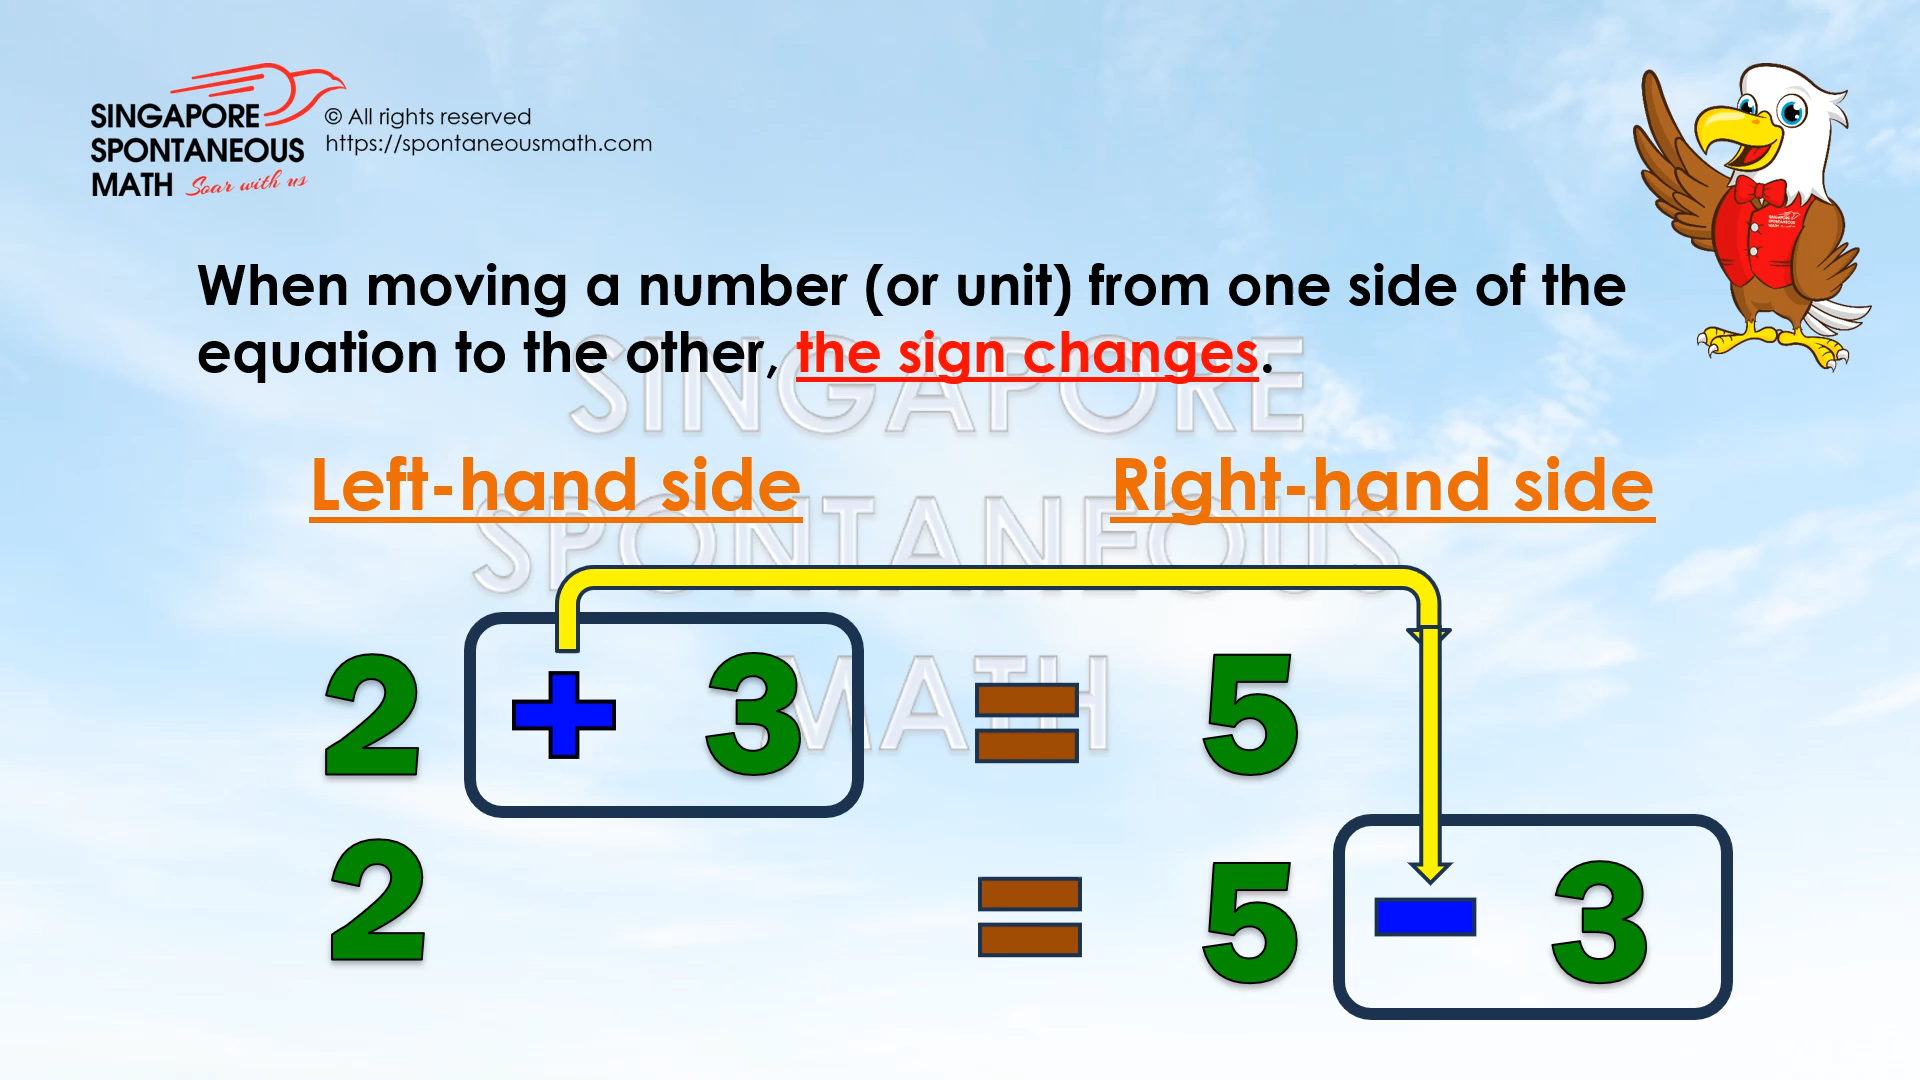 SINGAPORE
SPONTANEOUS
MATH Soar with us
© All rights reserved
https://spontaneousmath.com
When moving a number (or unit) from one side of the
equation to the other, the sign changes.
SINGAPORE
SPONTANEOUS
MATH
Left-hand side Right-hand side
2 + 3 = 5
2 = 5 - 3